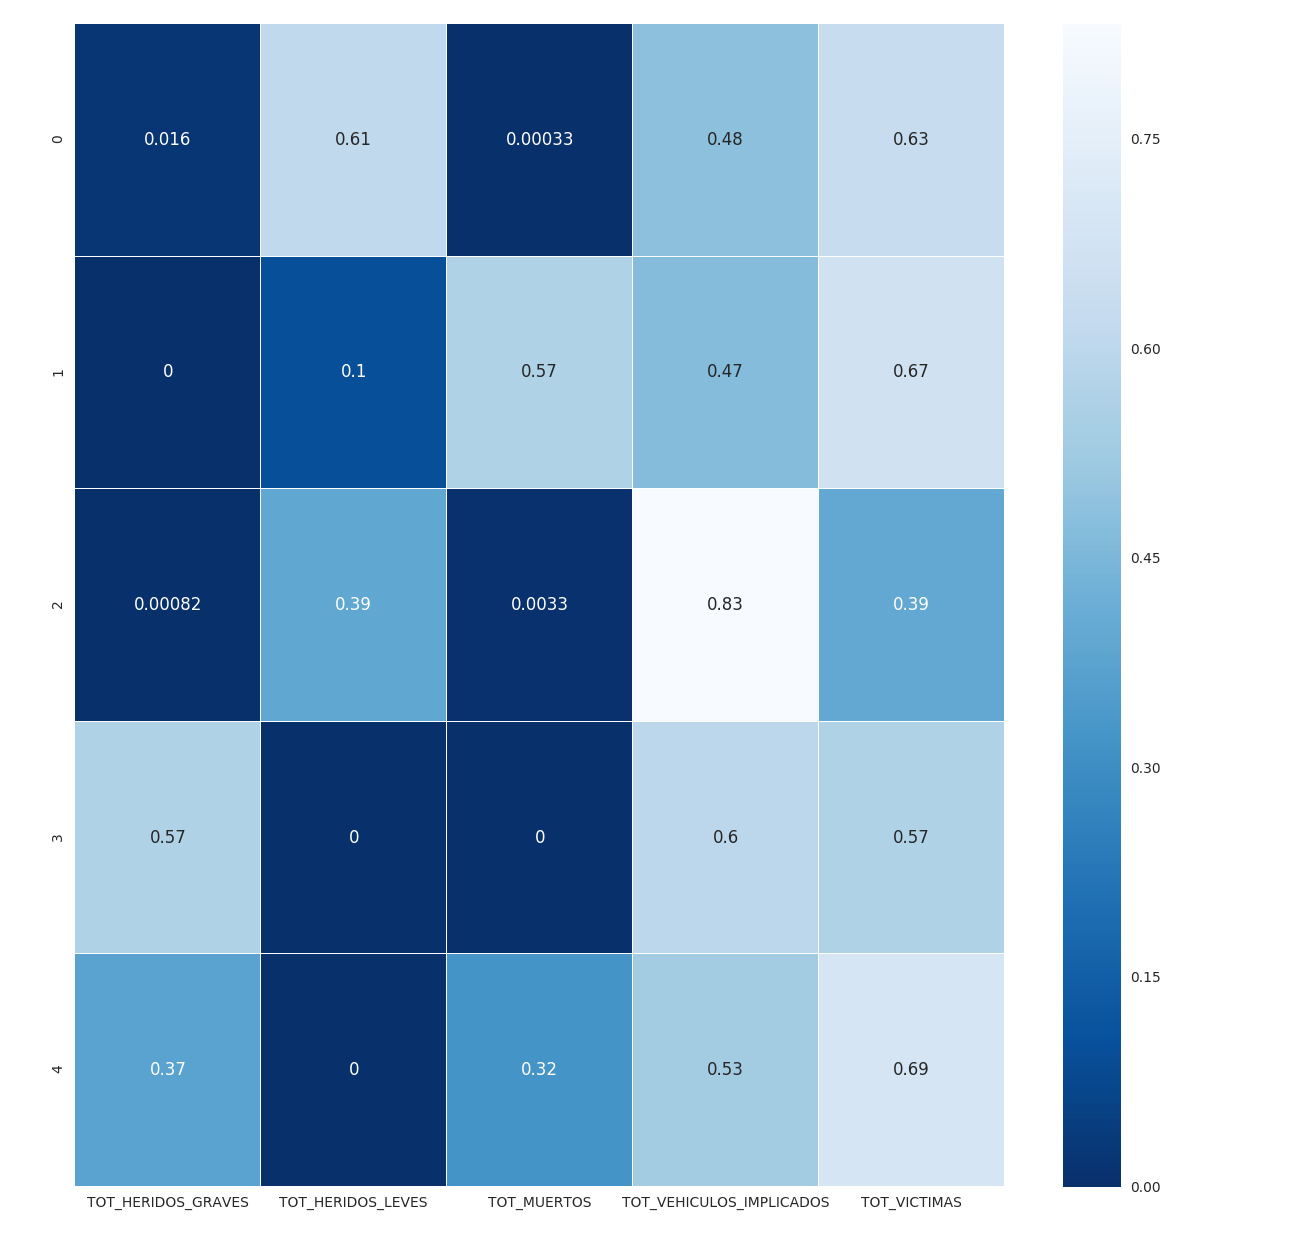 0 0.016 0.61 0.00033 0.48 0.63
1 0 0.1 0.57 0.47 0.67
2 0.00082 0.39 0.0033 0.83 0.39
3 0.57 0 0 0.6 0.57
4 0.37 0 0.32 0.53 0.69
TOT_HERIDOS_GRAVES TOT_HERIDOS_LEVES TOT_MUERTOS TOT_VEHICULOS_IMPLICADOS TOT_VICTIMAS
0.75
0.60
0.45
0.30
0.15
0.00